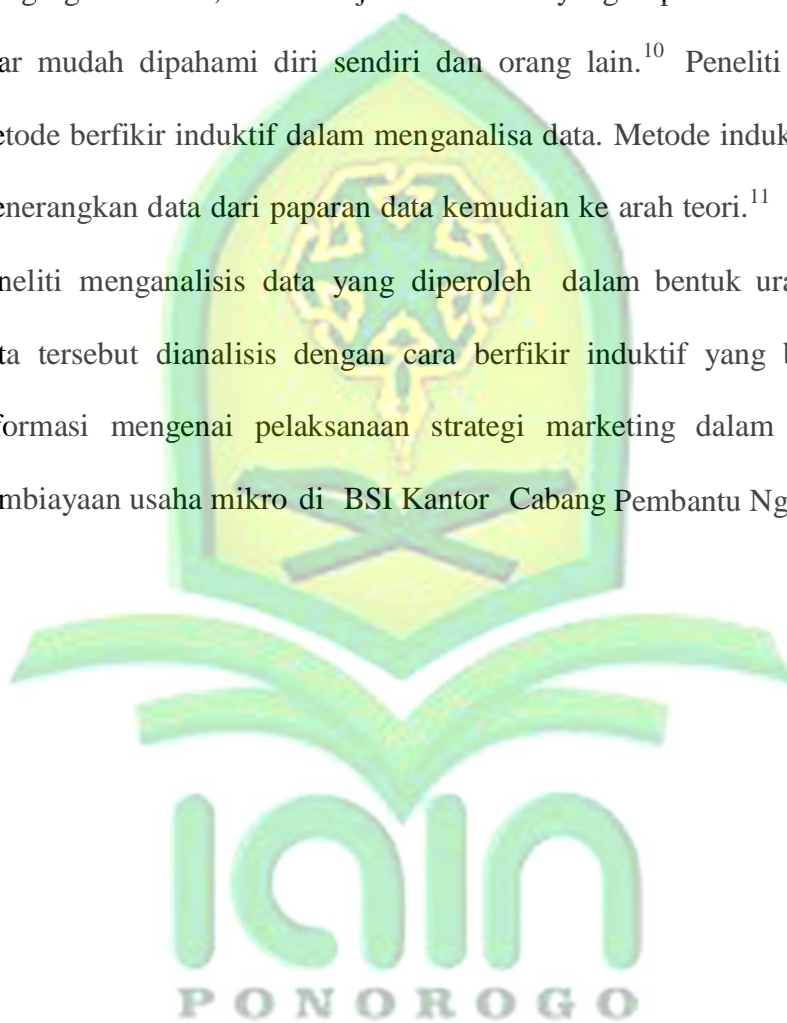 ar mudah dipahami diri sendiri dan orang lain.10 Peneliti
etode berfikir induktif dalam menganalisa data. Metode induk
enerangkan data dari paparan data kemudian ke arah teori.11
neliti menganalisis data yang diperoleh dalam bentuk ura
ta tersebut dianalisis dengan cara berfikir induktif yang b
formasi mengenai pelaksanaan strategi marketing dalam
mbiayaan usaha mikro di BSI Kantor Cabang Pembantu Ng
iain
PONOROGO